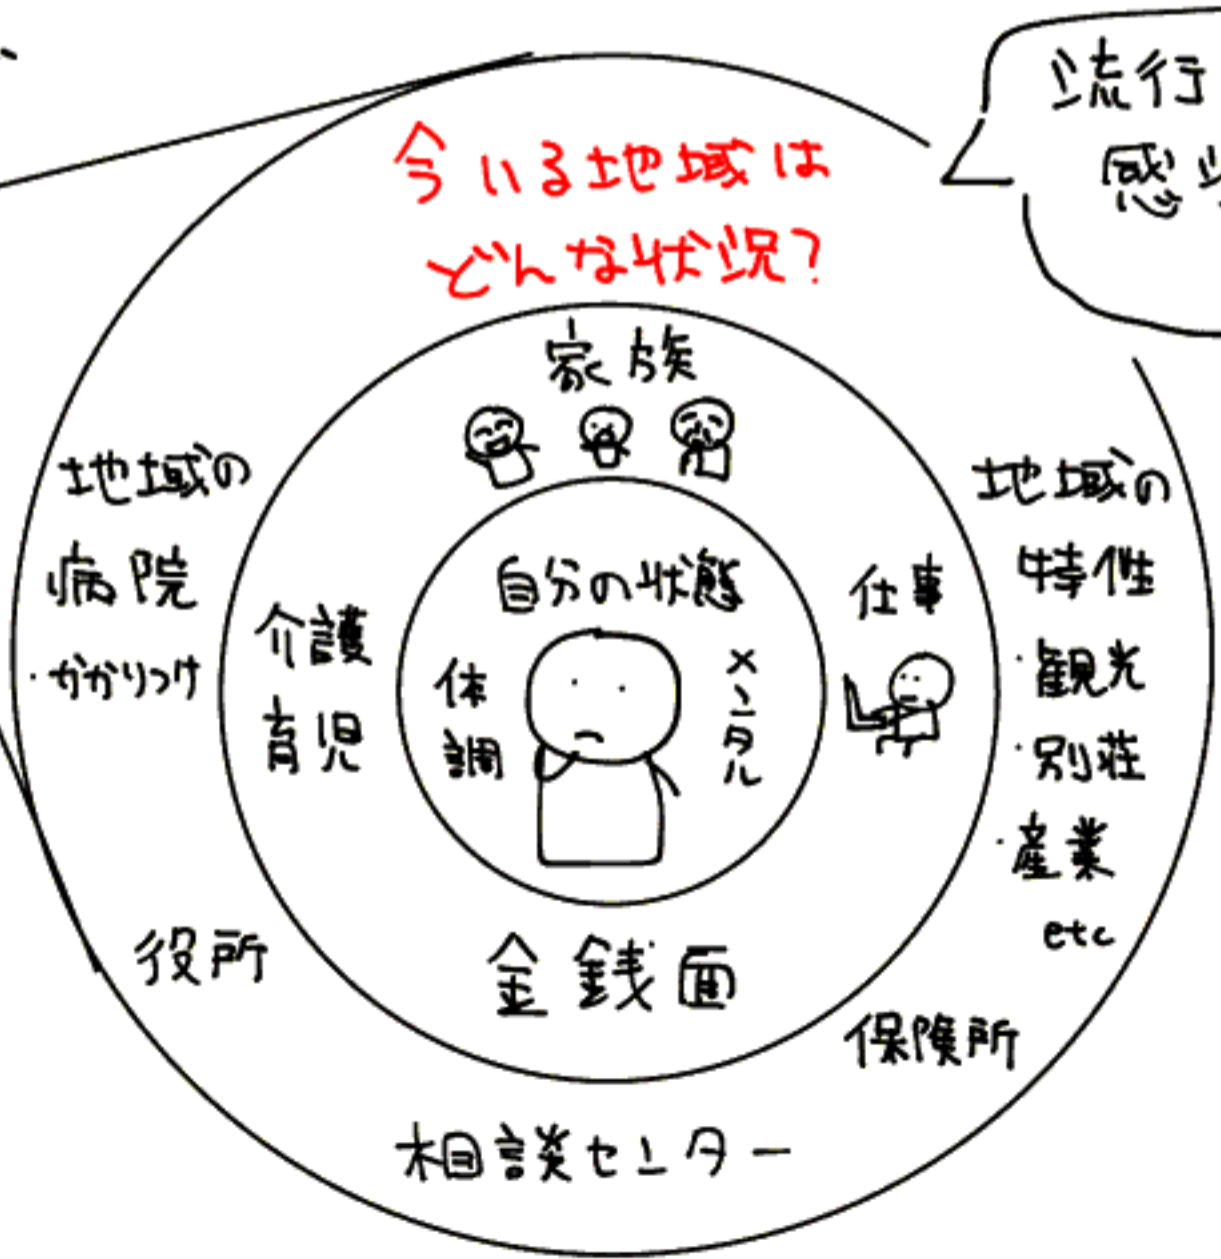 流行
感
今いる地域は
どんな状況?
家族
地域の
病院
・かかりつけ
介護
育児
自分の状態
体調
メンタル
仕事
地域の
特性
・観光
・別荘
・産業
etc
役所
金銭面
保険所
相談センター